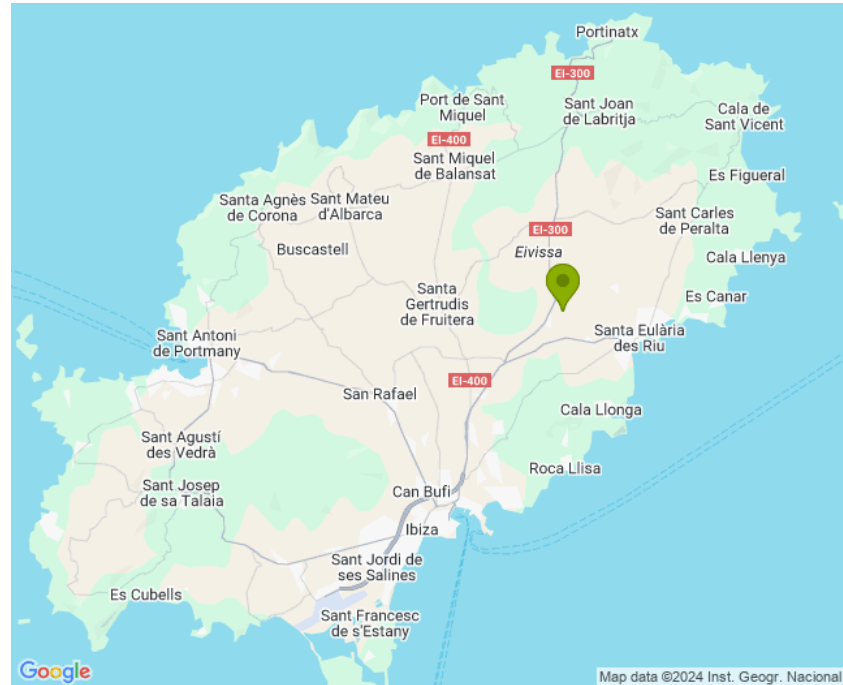 Portinatx
EI-300
Port de Sant
Miquel
Sant Joan
de Labritja
Cala de
Sant Vicent
EI-400
Sant Miquel
de Balansat
Es Figueral
Santa Agnès
de Corona
Sant Mateu
d'Albarca
Sant Carles
de Peralta
EI-300
Buscastell
Eivissa
Cala Llenya
Santa
Gertrudis
de Fruitera
Es Canar
Sant Antoni
de Portmany
Santa Eulària
des Riu
EI-400
San Rafael
Cala Llonga
Sant Agustí
des Vedrà
Roca Llisa
Sant Josep
de sa Talaia
Can Bufí
Ibiza
Sant Jordi de
ses Salines
Es Cubells
Sant Francesc
de s'Estany
Google
Map data ©2024 Inst. Geogr. Nacional